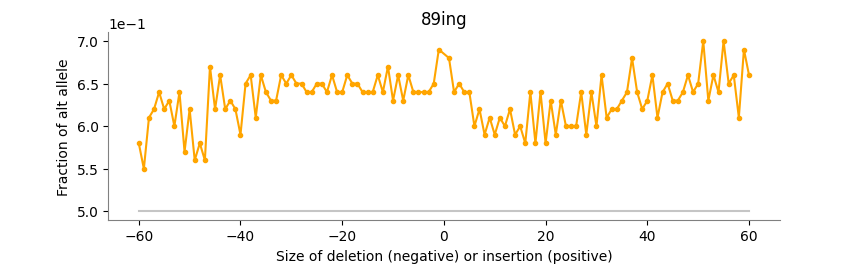 89ing
1e−1
7.0
6.5
6.0
5.5
5.0
Fraction of alt allele
−60 −40 −20 0 20 40 60
Size of deletion (negative) or insertion (positive)